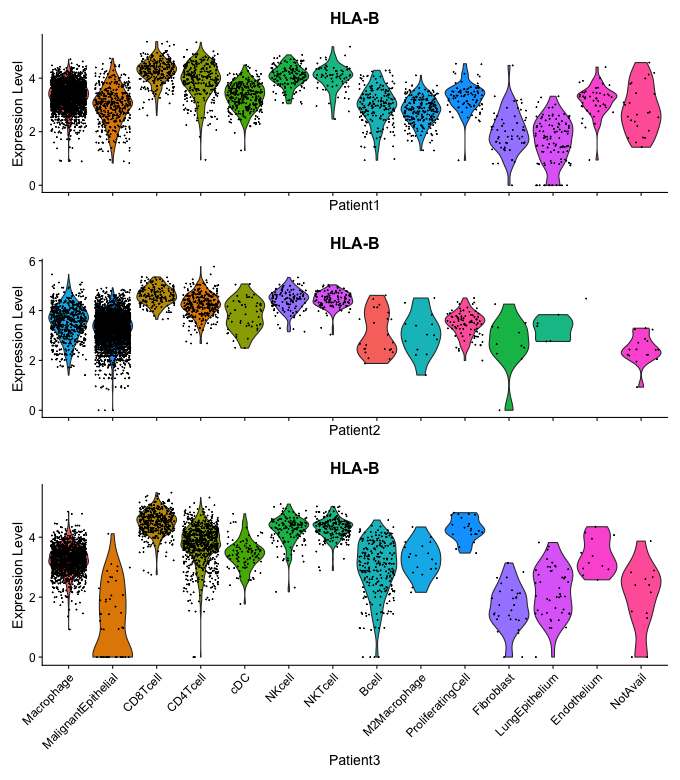 HLA-B
Expression Level
4
2
0
Patient1
HLA-B
Expression Level
6
4
2
0
Patient2
HLA-B
Expression Level
4
2
0
Macrophage
MalignantEpithelial
CD8Tcell
CD4Tcell
cDC
NKcell
NKTcell
Bcell
M2Macrophage
ProliferatingCell
Fibroblast
LungEpithelium
Endothelium
NotAvail
Patient3